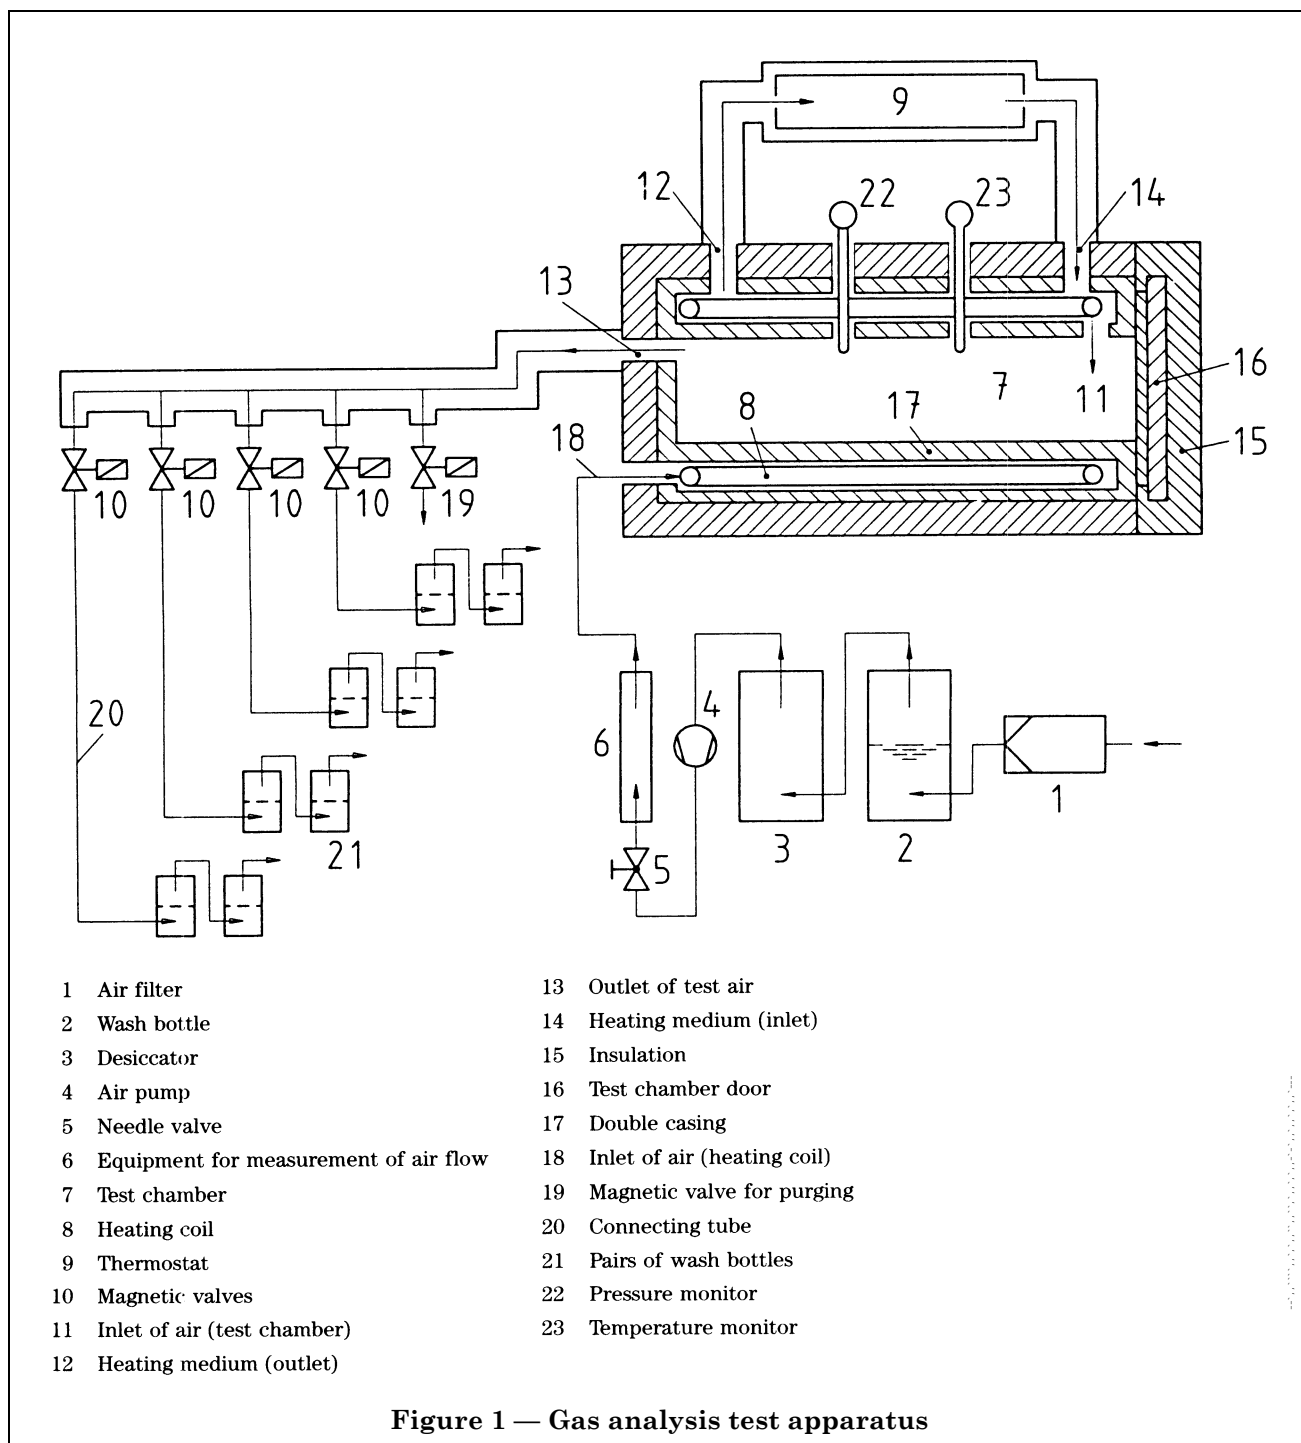 9
12
22
23
14
13
16
7
11
8
17
15
18
10
10
10
10
19
20
6
4
1
21
5
3
2
1 Air filter
2 Wash bottle
3 Desiccator
4 Air pump
5 Needle valve
6 Equipment for measurement of air flow
7 Test chamber
8 Heating coil
9 Thermostat
10 Magnetic valves
11 Inlet of air (test chamber)
12 Heating medium (outlet)
13 Outlet of test air
14 Heating medium (inlet)
15 Insulation
16 Test chamber door
17 Double casing
18 Inlet of air (heating coil)
19 Magnetic valve for purging
20 Connecting tube
21 Pairs of wash bottles
22 Pressure monitor
23 Temperature monitor
Figure 1 — Gas analysis test apparatus